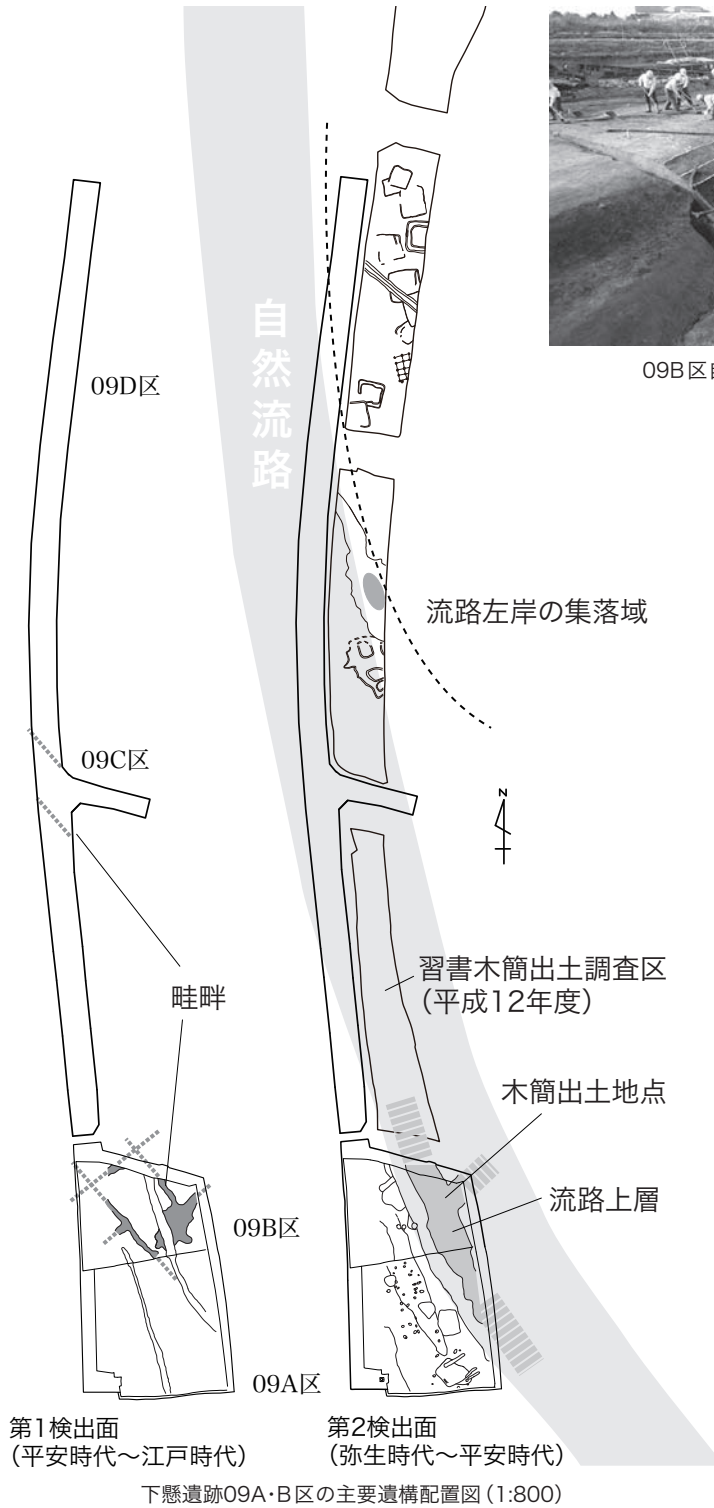 自然流路
09B区自
09D区
流路左岸の集落域
09C区
N
習書木簡出土調査区
（平成12年度）
畦畔
木簡出土地点
流路上層
09B区
09A区
第1検出面
（平安時代～江戸時代）
第2検出面
（弥生時代～平安時代）
下懸遺跡09A･B区の主要遺構配置図（1:800）